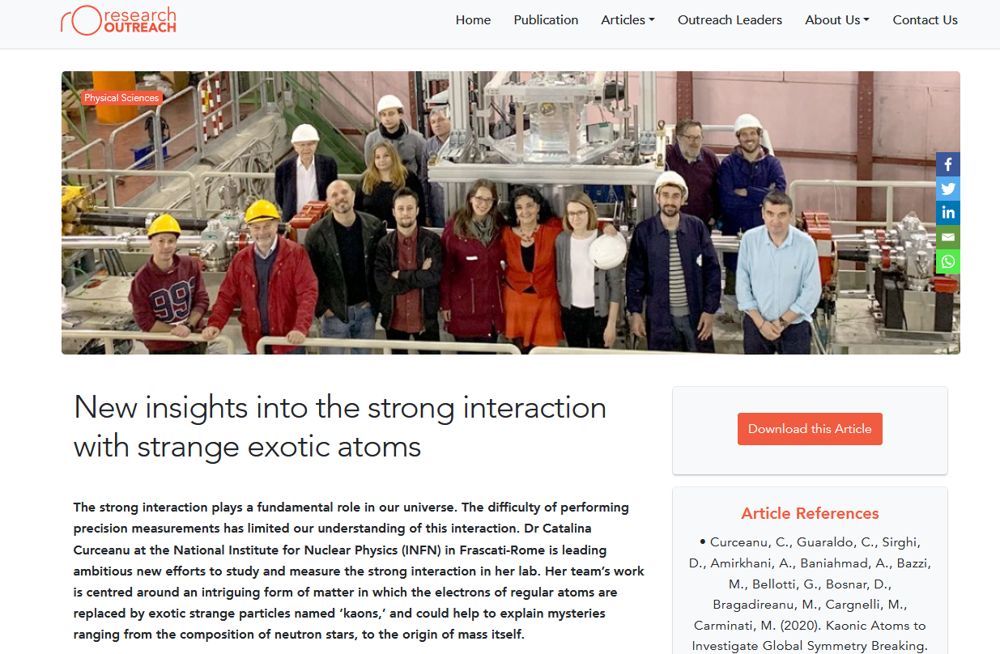 research
OUTREACH
Home
Publication
Articles
Outreach Leaders
About Us
Contact Us
Physical Sciences
99
New insights into the strong interaction
with strange exotic atoms
The strong interaction plays a fundamental role in our universe. The difficulty of performing
precision measurements has limited our understanding of this interaction. Dr Catalina
Curceanu at the National Institute for Nuclear Physics (INFN) in Frascati-Rome is leading
ambitious new efforts to study and measure the strong interaction in her lab. Her team’s work
is centred around an intriguing form of matter in which the electrons of regular atoms are
replaced by exotic strange particles named ‘kaons,’ and could help to explain mysteries
ranging from the composition of neutron stars, to the origin of mass itself.
Download this Article
Article References
• Curceanu, C., Guaraldo, C., Sirghi,
D., Amirkhani, A., Baniahmad, A., Bazzi,
M., Bellotti, G., Bosnar, D.,
Bragadireanu, M., Cargnelli, M.,
Carminati, M. (2020). Kaonic Atoms to
Investigate Global Symmetry Breaking.